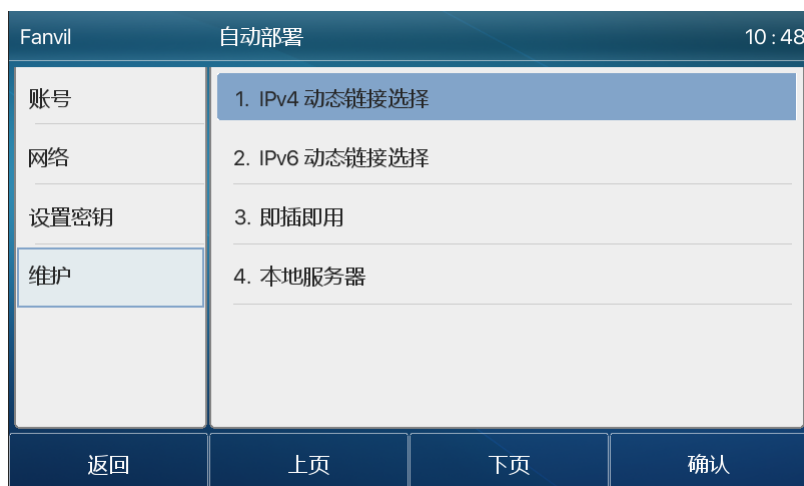 Fanvil 自动部署 10:48
账号
网络
设置密钥
维护
1. IPv4 动态链接选择
2. IPv6 动态链接选择
3. 即插即用
4. 本地服务器
返回 上页 下页 确认